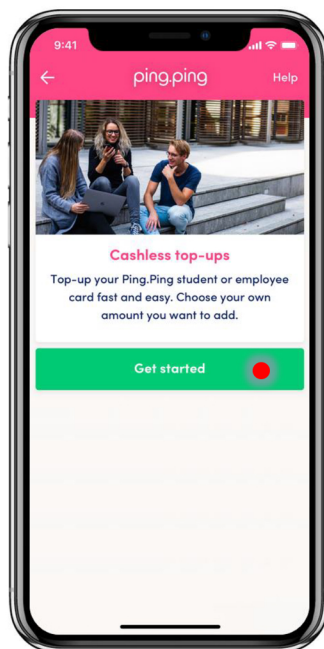 9:41
ping.ping
Help
Cashless top-ups
Top-up your Ping.Ping student or employee
card fast and easy. Choose your own
amount you want to add.
Get started